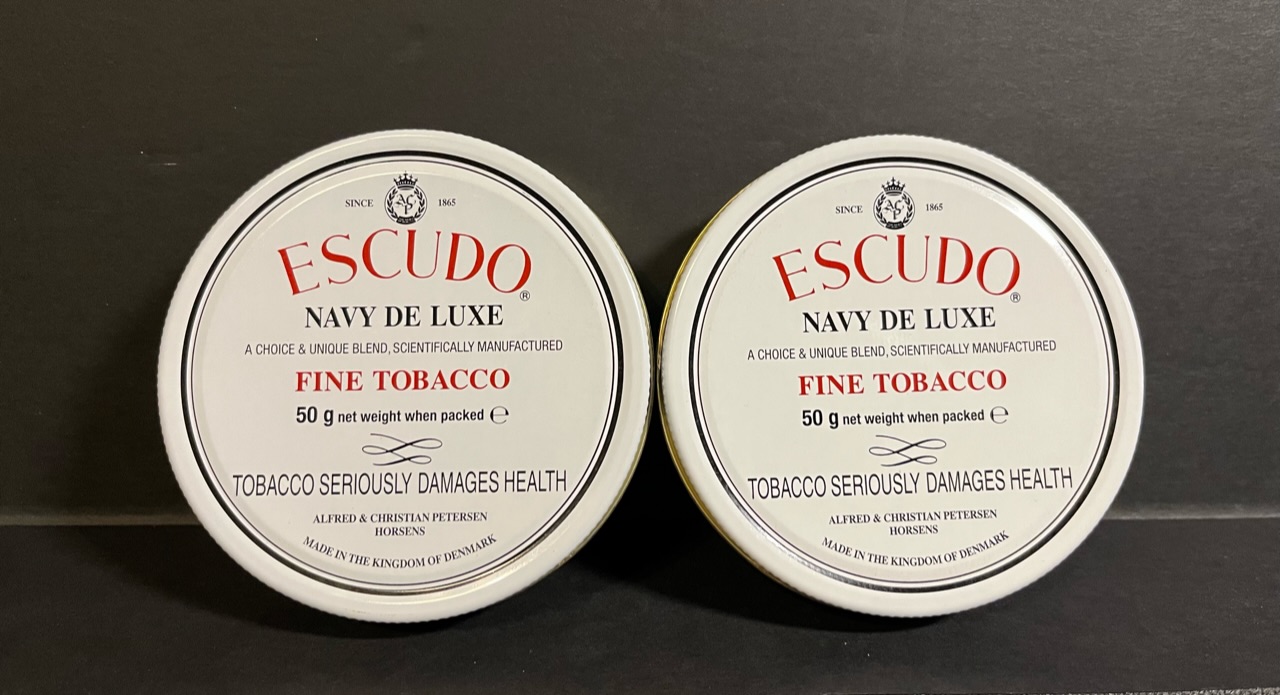 SINCE 1865
ESCUDO®
NAVY DE LUXE
A CHOICE & UNIQUE BLEND, SCIENTIFICALLY MANUFACTURED
FINE TOBACCO
50 g net weight when packed ℮
TOBACCO SERIOUSLY DAMAGES HEALTH
ALFRED & CHRISTIAN PETERSEN
HORSENS
MADE IN THE KINGDOM OF DENMARK
SINCE 1865
ESCUDO®
NAVY DE LUXE
A CHOICE & UNIQUE BLEND, SCIENTIFICALLY MANUFACTURED
FINE TOBACCO
50 g net weight when packed ℮
TOBACCO SERIOUSLY DAMAGES HEALTH
ALFRED & CHRISTIAN PETERSEN
HORSENS
MADE IN THE KINGDOM OF DENMARK